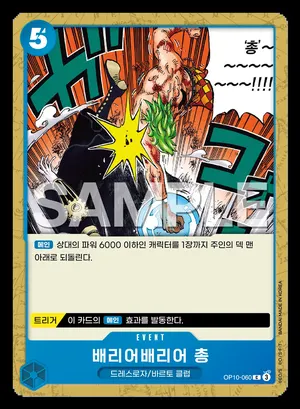 5
'총'~
~~~
~~!!!!
SAMPLE
메인 상대의 파워 6000 이하인 캐릭터를 1장까지 주인의 덱 맨
아래로 되돌린다.
트리거 이 카드의 메인 효과를 발동한다.
EVENT
배리어배리어 총
드레스로자/바르토 클럽
OP10-060 C 3